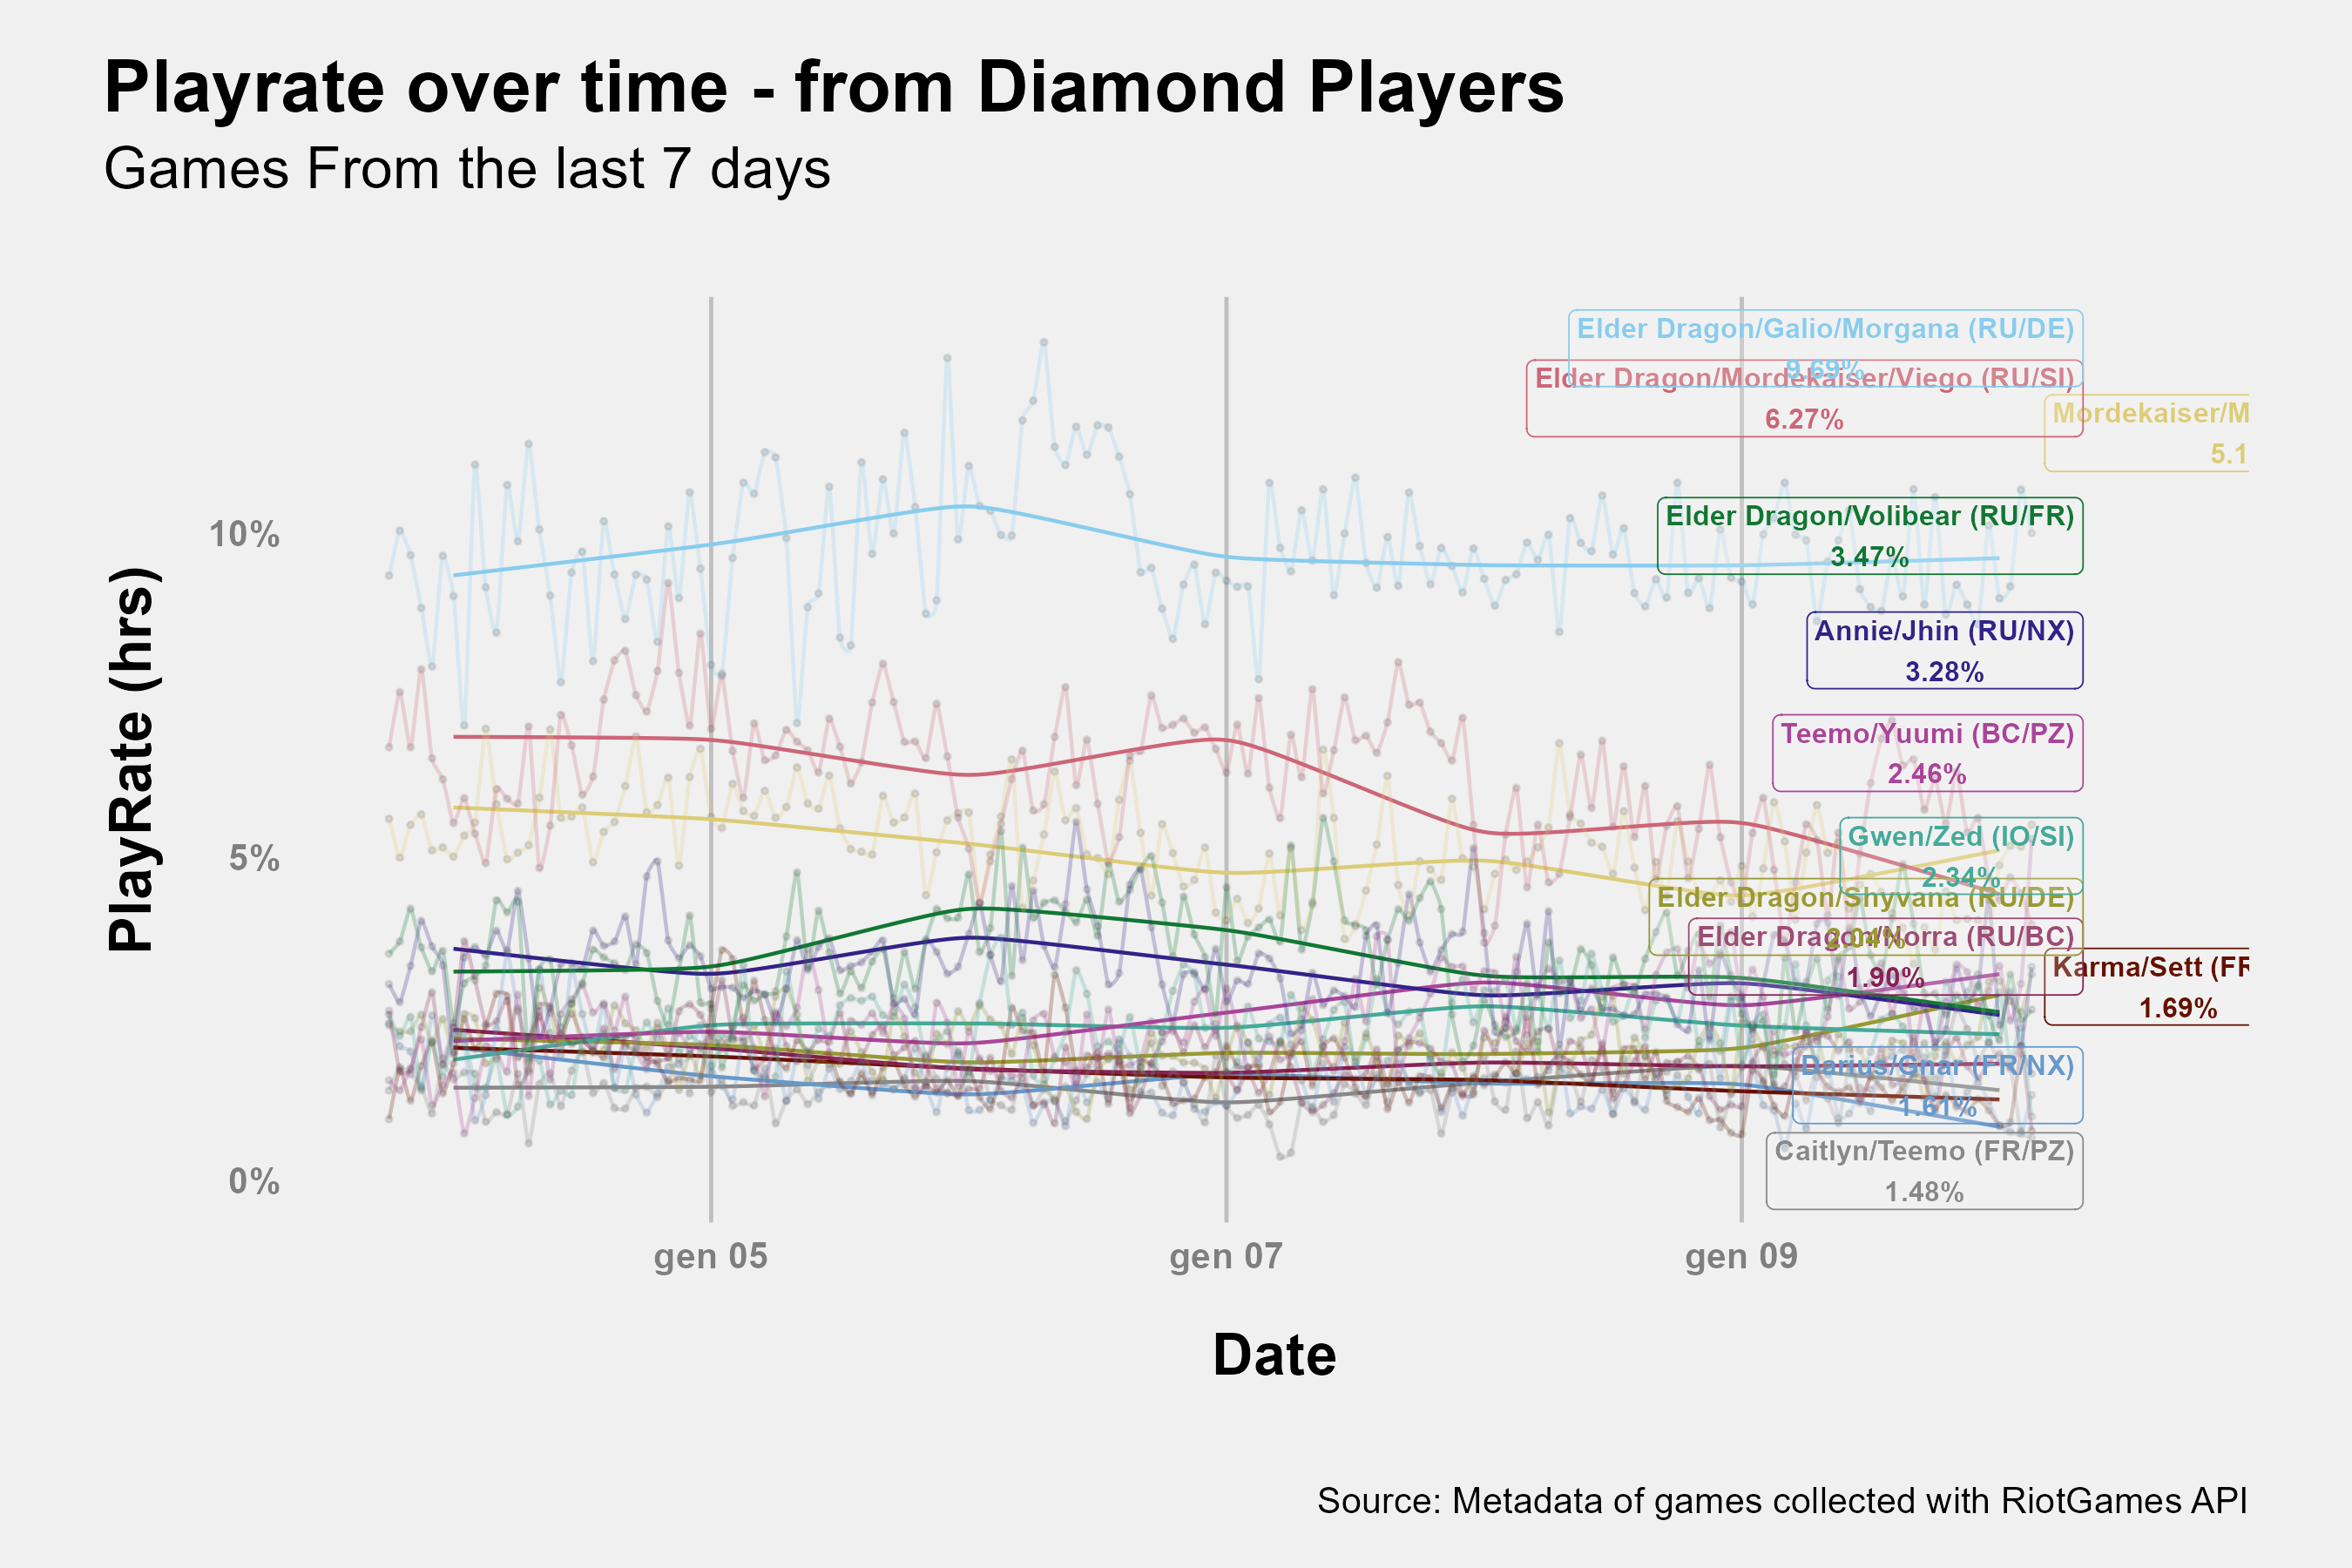 Playrate over time - from Diamond Players
Games From the last 7 days
PlayRate (hrs)
10%
5%
0%
Elder Dragon/Galio/Morgana (RU/DE)
9.69%
Elder Dragon/Mordekaiser/Viego (RU/SI)
6.27%
Mordekaiser/M
5.1
Elder Dragon/Volibear (RU/FR)
3.47%
Annie/Jhin (RU/NX)
3.28%
Teemo/Yuumi (BC/PZ)
2.46%
Gwen/Zed (IO/SI)
2.34%
Elder Dragon/Shyvana (RU/DE)
2.04%
Elder Dragon/Norra (RU/BC)
1.90%
Karma/Sett (FR
1.69%
Darius/Gnar (FR/NX)
1.61%
Caitlyn/Teemo (FR/PZ)
1.48%
gen 05
gen 07
gen 09
Date
Source: Metadata of games collected with RiotGames API